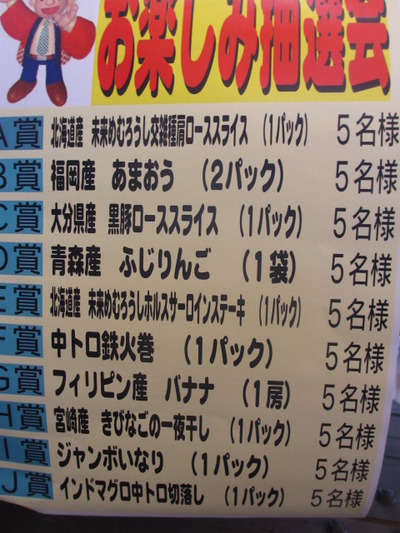 お楽しみ抽選会
A賞 北海道産 未来めむろうし交雑種肩ローススライス (1パック) 5名様
B賞 福岡産 あまおう (2パック) 5名様
C賞 大分県産 黒豚ローススライス (1パック) 5名様
D賞 青森産 ふじりんご (1袋) 5名様
E賞 北海道産 未来めむろうしホルスサーロインステーキ (1パック) 5名様
F賞 中トロ鉄火巻 (1パック) 5名様
G賞 フィリピン産 バナナ (1房) 5名様
H賞 宮崎産 きびなごの一夜干し (1パック) 5名様
I賞 ジャンボいなり (1パック) 5名様
J賞 インドマグロ中トロ切落し (1パック) 5名様